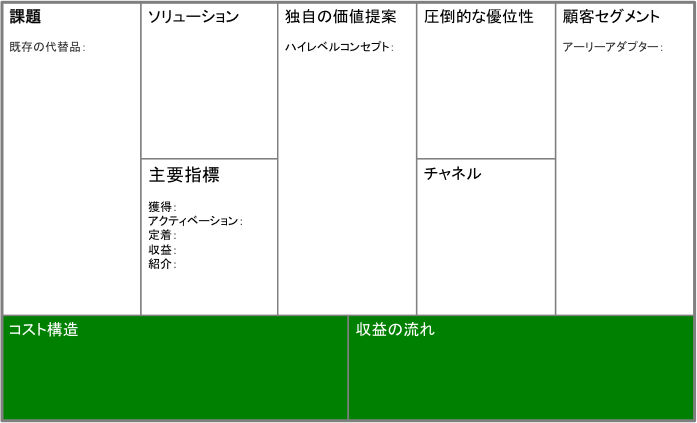 課題
既存の代替品：
ソリューション
主要指標
獲得：
アクティベーション：
定着：
収益：
紹介：
独自の価値提案
ハイレベルコンセプト：
圧倒的な優位性
チャネル
顧客セグメント
アーリーアダプター：
コスト構造
収益の流れ